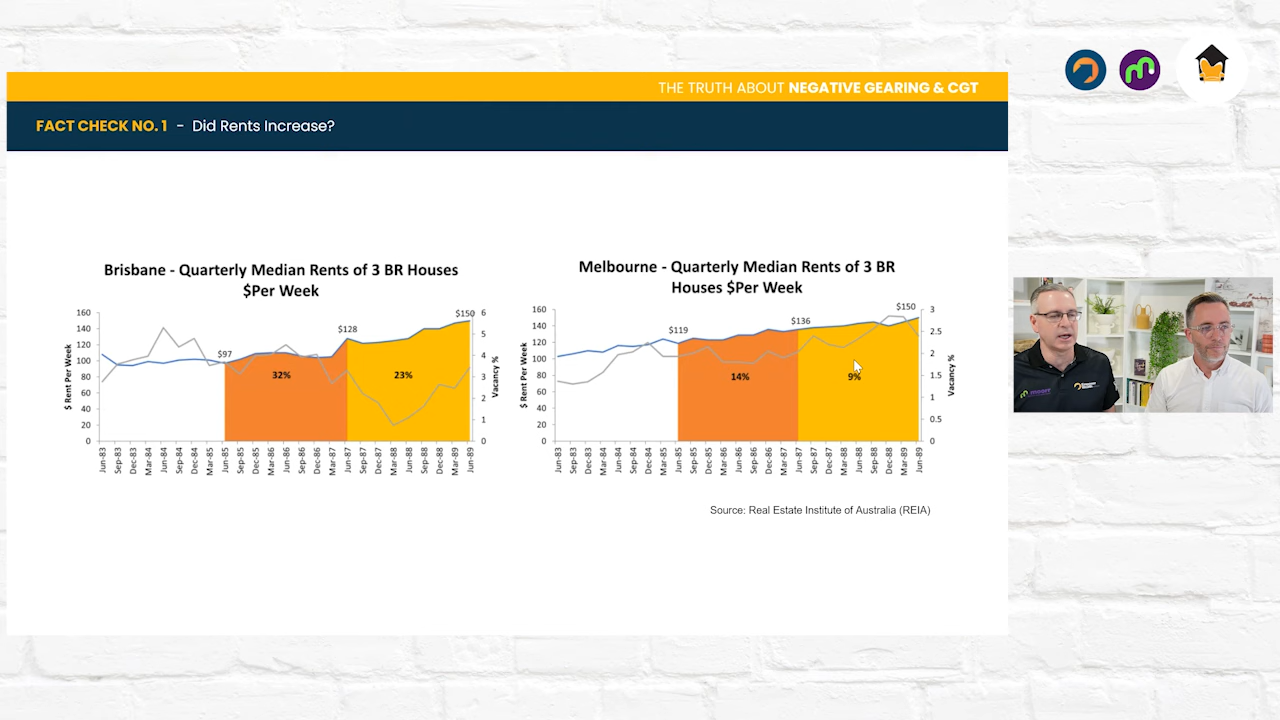 THE TRUTH ABOUT NEGATIVE GEARING & CGT
FACT CHECK NO. 1 - Did Rents Increase?
Brisbane - Quarterly Median Rents of 3 BR Houses
$Per Week
$ Rent Per Week
160
140
120
100
80
60
40
20
0
$97
$128
$150
32%
23%
6
5
4
3
2
1
0
Vacancy %
Jun-83
Sep-83
Dec-83
Mar-84
Jun-84
Sep-84
Dec-84
Mar-85
Jun-85
Sep-85
Dec-85
Mar-86
Jun-86
Sep-86
Dec-86
Mar-87
Jun-87
Sep-87
Dec-87
Mar-88
Jun-88
Sep-88
Dec-88
Mar-89
Jun-89
Melbourne - Quarterly Median Rents of 3 BR
Houses $Per Week
$ Rent Per Week
160
140
120
100
80
60
40
20
0
$119
$136
$150
14%
9%
3
2.5
2
1.5
1
0.5
0
Vacancy %
Jun-83
Sep-83
Dec-83
Mar-84
Jun-84
Sep-84
Dec-84
Mar-85
Jun-85
Sep-85
Dec-85
Mar-86
Jun-86
Sep-86
Dec-86
Mar-87
Jun-87
Sep-87
Dec-87
Mar-88
Jun-88
Sep-88
Dec-88
Mar-89
Jun-89
Source: Real Estate Institute of Australia (REIA)